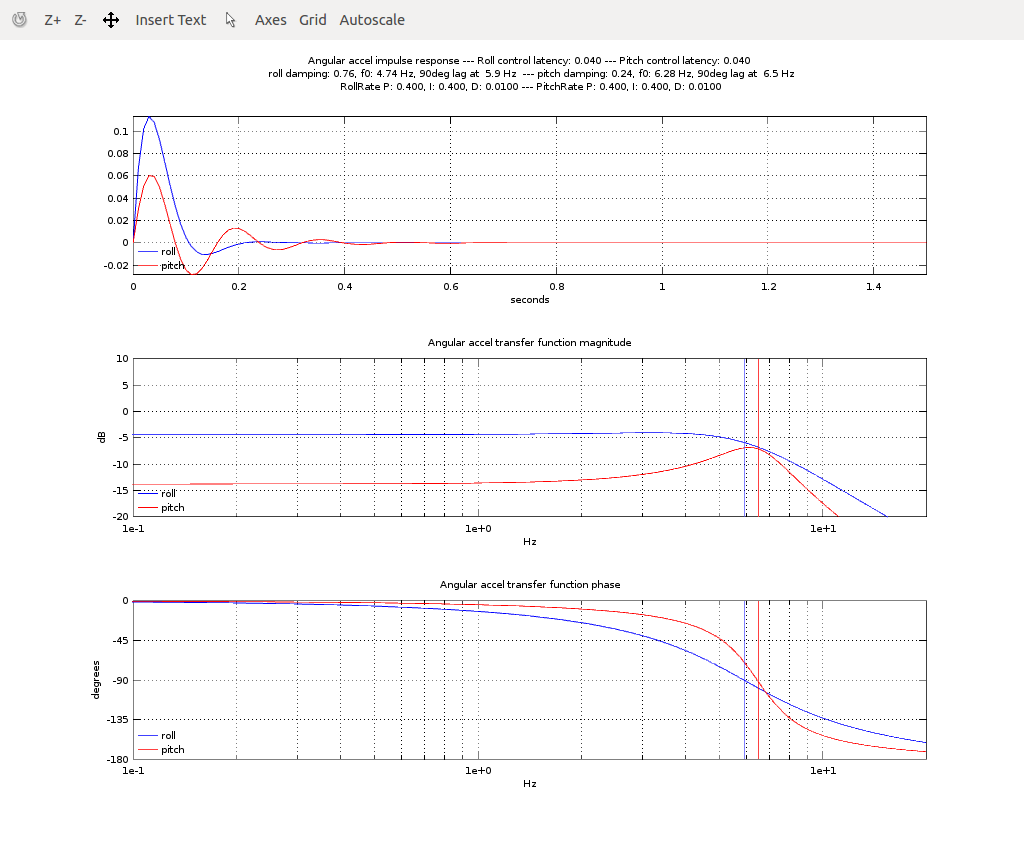 Z+ Z- Insert Text Axes Grid Autoscale
Angular accel impulse response --- Roll control latency: 0.040 --- Pitch control latency: 0.040
roll damping: 0.76, f0: 4.74 Hz, 90deg lag at  5.9 Hz  --- pitch damping: 0.24, f0: 6.28 Hz, 90deg lag at  6.5 Hz
RollRate P: 0.400, I: 0.400, D: 0.0100 --- PitchRate P: 0.400, I: 0.400, D: 0.0100
0.1
0.08
0.06
0.04
0.02
0
-0.02
roll
pitch
0 0.2 0.4 0.6 0.8 1 1.2 1.4
seconds
Angular accel transfer function magnitude
10
5
0
-5
-10
-15
-20
dB
roll
pitch
1e-1 1e+0 1e+1
Hz
Angular accel transfer function phase
0
-45
-90
-135
-180
degrees
roll
pitch
1e-1 1e+0 1e+1
Hz